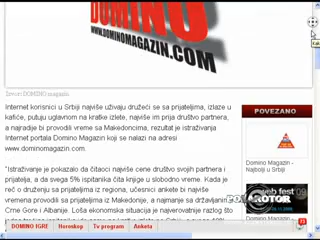 DOMINO
WWW.DOMINOMAGAZIN.COM
Izvor: DOMINO magazin
Internet korisnici u Srbiji najviše uživaju družeći se sa prijateljima, izlaze u
kafiće, putuju uglavnom na kratke izlete, najviše im prija društvo partnera,
a najradije bi provodili vreme sa Makedoncima, rezultat je istraživanja
Internet portala Domino Magazin koji se nalazi na adresi
www.dominomagazin.com.
"Istraživanje je pokazalo da čitaoci najviše cene društvo svojih partnera i
prijatelja, a da svega 5% ispitanika čita knjige u slobodno vreme. Kada je
reč o druženju sa prijateljima iz regiona, učesnici ankete bi najviše
vremena provodili sa prijateljima iz Makedonije, a najmanje sa državljanima
Crne Gore i Albanije. Loša ekonomska situacija je najverovatnije razlog što
POVEZANO
Domino Magazin -
Najbolji u Srbiji
web fest
DOMINO IGRE
Horoskop
Tv program
Anketa